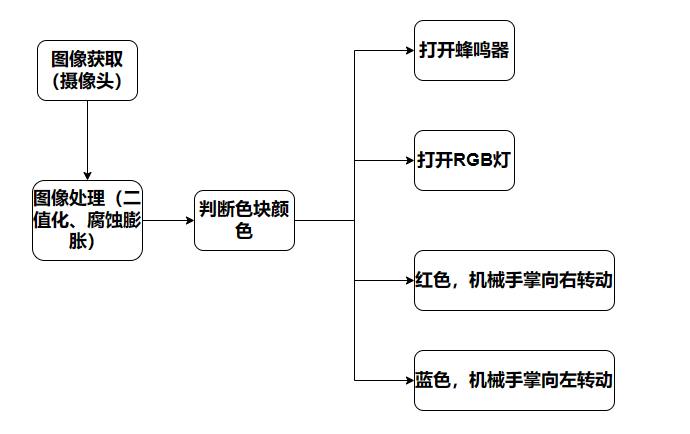 图像获取
（摄像头）
图像处理（二
值化、腐蚀膨
胀）
判断色块颜
色
打开蜂鸣器
打开RGB灯
红色，机械手掌向右转动
蓝色，机械手掌向左转动